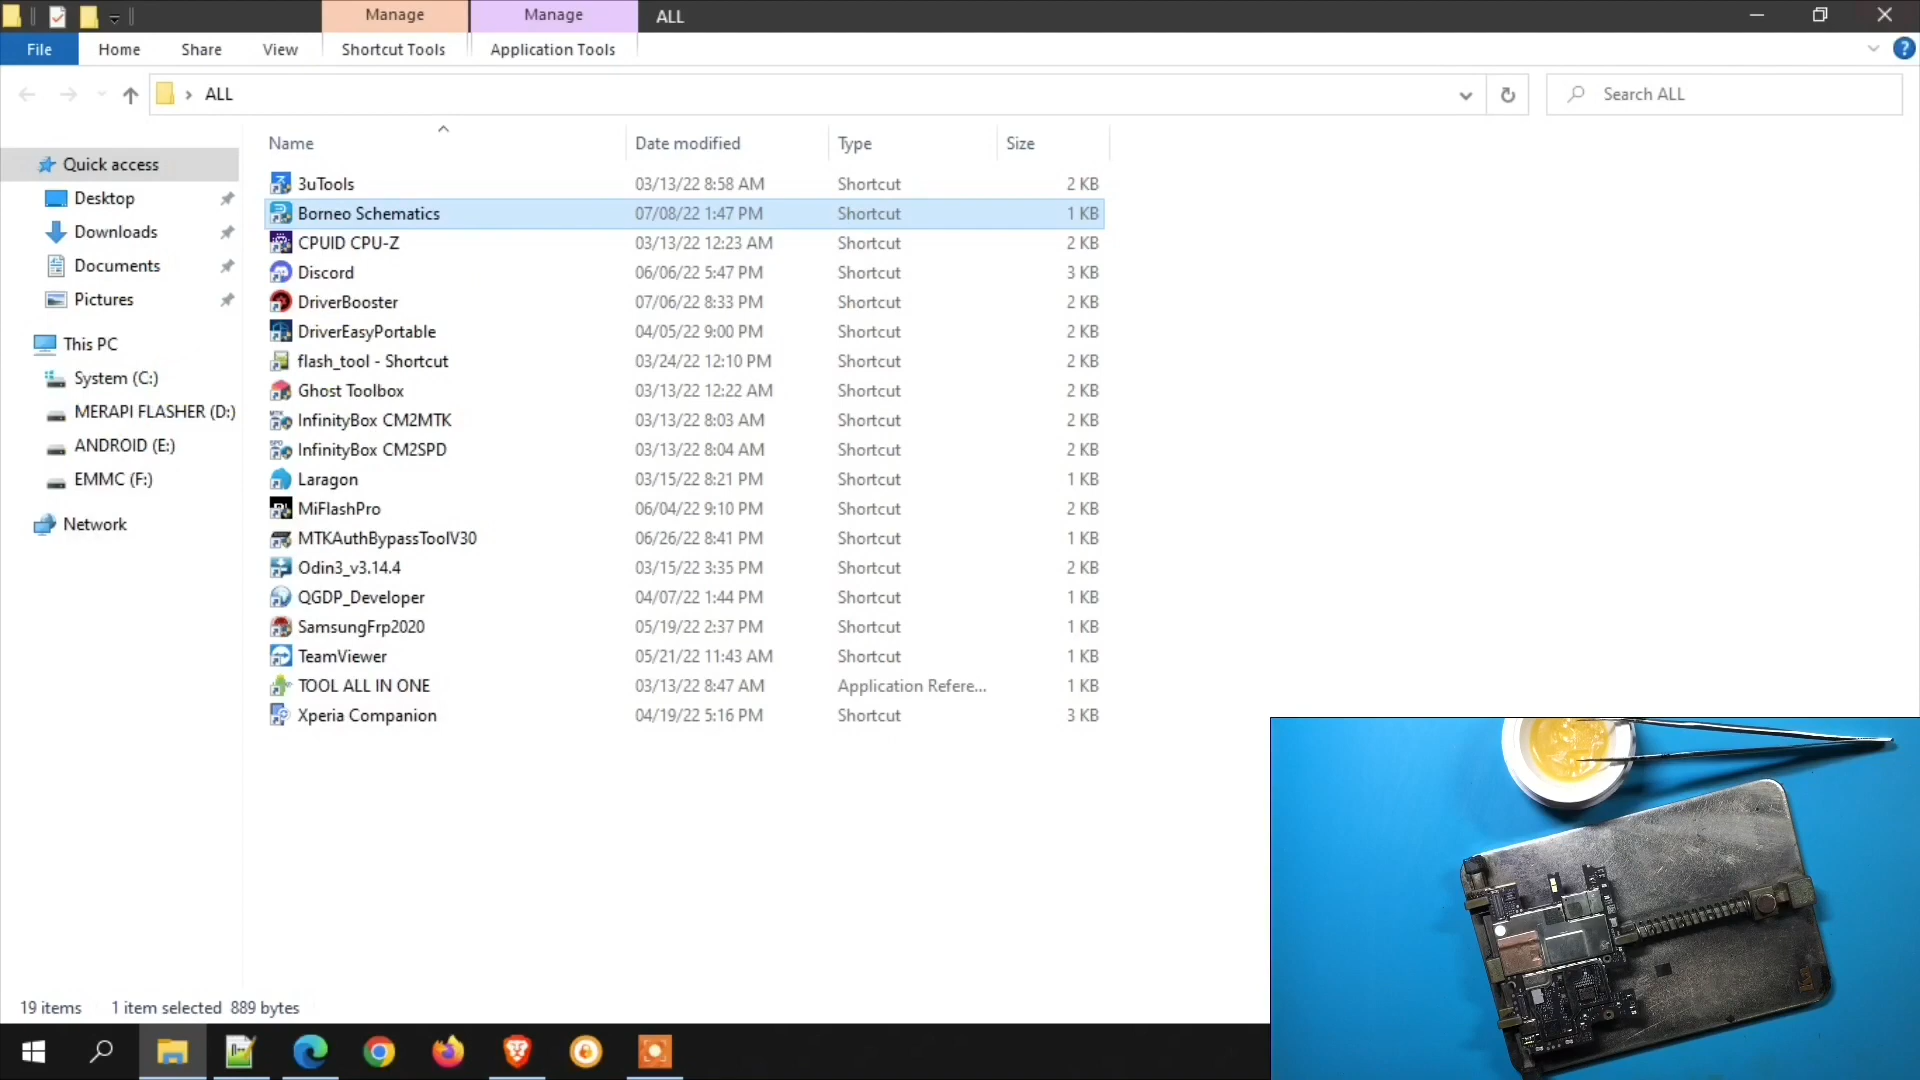 Manage
Manage
ALL
File
Home
Share
View
Shortcut Tools
Application Tools
ALL
Search ALL
Name
Date modified
Type
Size
Quick access
Desktop
Downloads
Documents
Pictures
This PC
System (C:)
MERAPI FLASHER (D:)
ANDROID (E:)
EMMC (F:)
Network
3uTools 03/13/22 8:58 AM Shortcut 2 KB
Borneo Schematics 07/08/22 1:47 PM Shortcut 1 KB
CPUID CPU-Z 03/13/22 12:23 AM Shortcut 2 KB
Discord 06/06/22 5:47 PM Shortcut 3 KB
DriverBooster 07/06/22 8:33 PM Shortcut 2 KB
DriverEasyPortable 04/05/22 9:00 PM Shortcut 2 KB
flash_tool - Shortcut 03/24/22 12:10 PM Shortcut 2 KB
Ghost Toolbox 03/13/22 12:22 AM Shortcut 2 KB
InfinityBox CM2MTK 03/13/22 8:03 AM Shortcut 2 KB
InfinityBox CM2SPD 03/13/22 8:04 AM Shortcut 2 KB
Laragon 03/15/22 8:21 PM Shortcut 1 KB
MiFlashPro 06/04/22 9:10 PM Shortcut 2 KB
MTKAuthBypassToolV30 06/26/22 8:41 PM Shortcut 1 KB
Odin3_v3.14.4 03/15/22 3:35 PM Shortcut 2 KB
QGDP_Developer 04/07/22 1:44 PM Shortcut 1 KB
SamsungFrp2020 05/19/22 2:37 PM Shortcut 1 KB
TeamViewer 05/21/22 11:43 AM Shortcut 1 KB
TOOL ALL IN ONE 03/13/22 8:47 AM Application Refere... 1 KB
Xperia Companion 04/19/22 5:16 PM Shortcut 3 KB
19 items 1 item selected 889 bytes